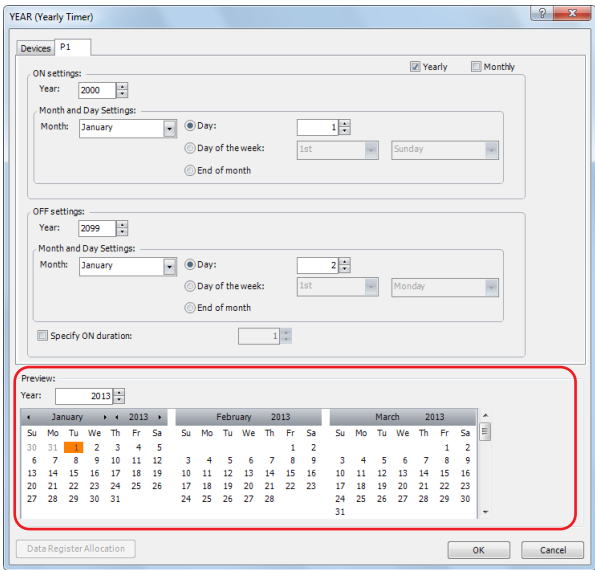 YEAR (Yearly Timer)
Devices P1
Yearly Monthly
ON settings:
Year: 2000
Month and Day Settings:
Month: January Day: 1
Day of the week: 1st Sunday
End of month
OFF settings:
Year: 2099
Month and Day Settings:
Month: January Day: 2
Day of the week: 1st Monday
End of month
Specify ON duration: 1
Preview:
Year: 2013
January 2013 February 2013 March 2013
Su Mo Tu We Th Fr Sa Su Mo Tu We Th Fr Sa Su Mo Tu We Th Fr Sa
30 31 1 2 3 4 5 1 2 1 2
6 7 8 9 10 11 12 3 4 5 6 7 8 9 3 4 5 6 7 8 9
13 14 15 16 17 18 19 10 11 12 13 14 15 16 10 11 12 13 14 15 16
20 21 22 23 24 25 26 17 18 19 20 21 22 23 17 18 19 20 21 22 23
27 28 29 30 31 24 25 26 27 28 24 25 26 27 28 29 30
31
Data Register Allocation OK Cancel